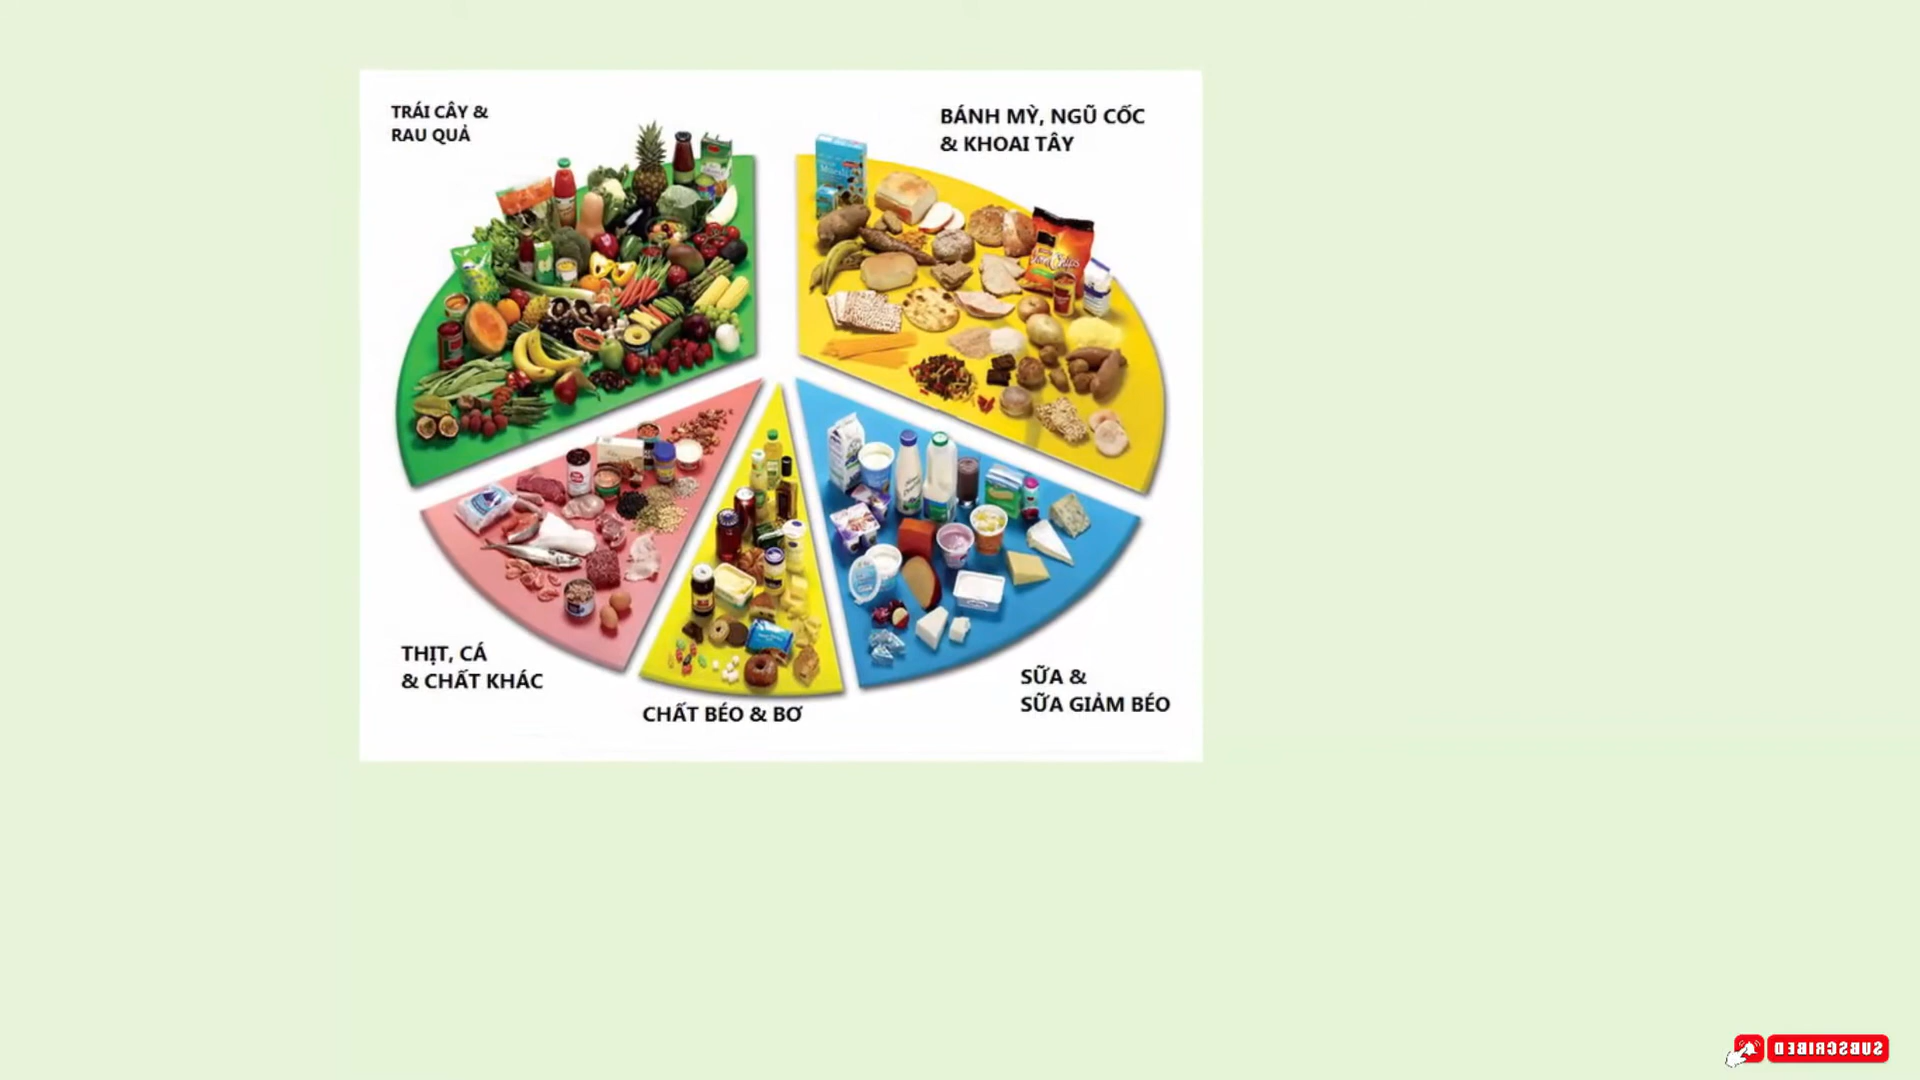 TRÁI CÂY &
RAU QUẢ
BÁNH MỲ, NGŨ CỐC
& KHOAI TÂY
THỊT, CÁ
& CHẤT KHÁC
CHẤT BÉO & BƠ
SỮA &
SỮA GIẢM BÉO
SUBSCRIBED